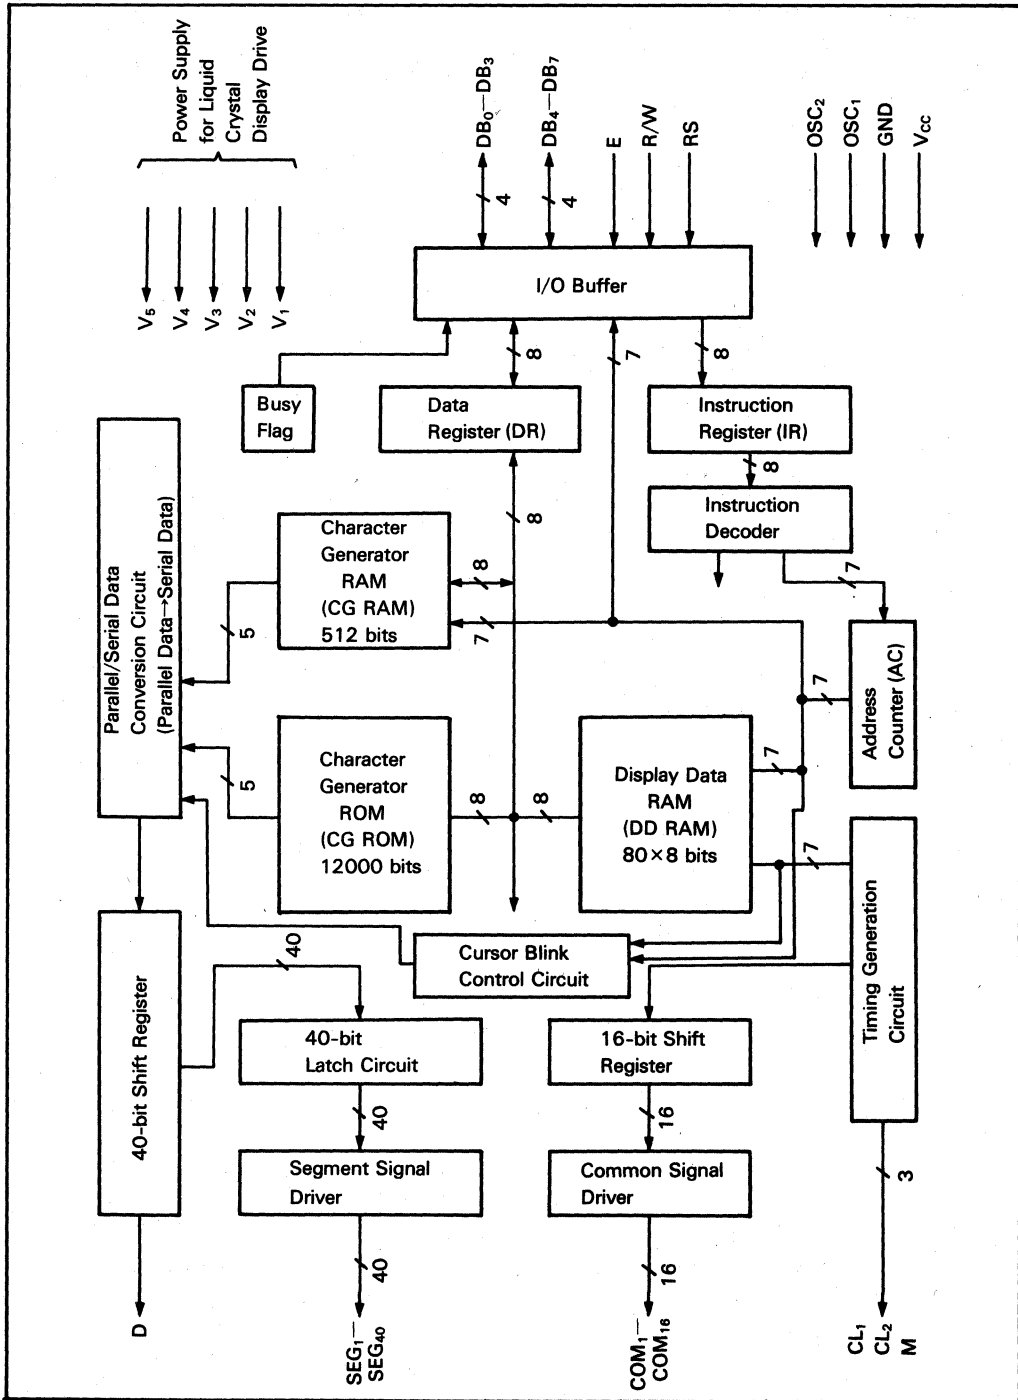 Power Supply
for Liquid
Crystal
Display Drive
V5
V4
V3
V2
V1
DB0—DB3
DB4—DB7
E
R/W
RS
OSC2
OSC1
GND
VCC
4
4
I/O Buffer
8
7
8
Busy
Flag
Data
Register (DR)
Instruction
Register (IR)
8
Instruction
Decoder
8
7
Parallel/Serial Data
Conversion Circuit
(Parallel Data→Serial Data)
Character
Generator
RAM
(CG RAM)
512 bits
8
7
5
Address
Counter (AC)
7
Character
Generator
ROM
(CG ROM)
12000 bits
5
8
8
Display Data
RAM
(DD RAM)
80×8 bits
7
7
Cursor Blink
Control Circuit
Timing Generation
Circuit
40-bit Shift Register
40
40-bit
Latch Circuit
16-bit Shift
Register
40
16
Segment Signal
Driver
Common Signal
Driver
3
40
16
D
SEG1—
SEG40
COM1—
COM16
CL1
CL2
M